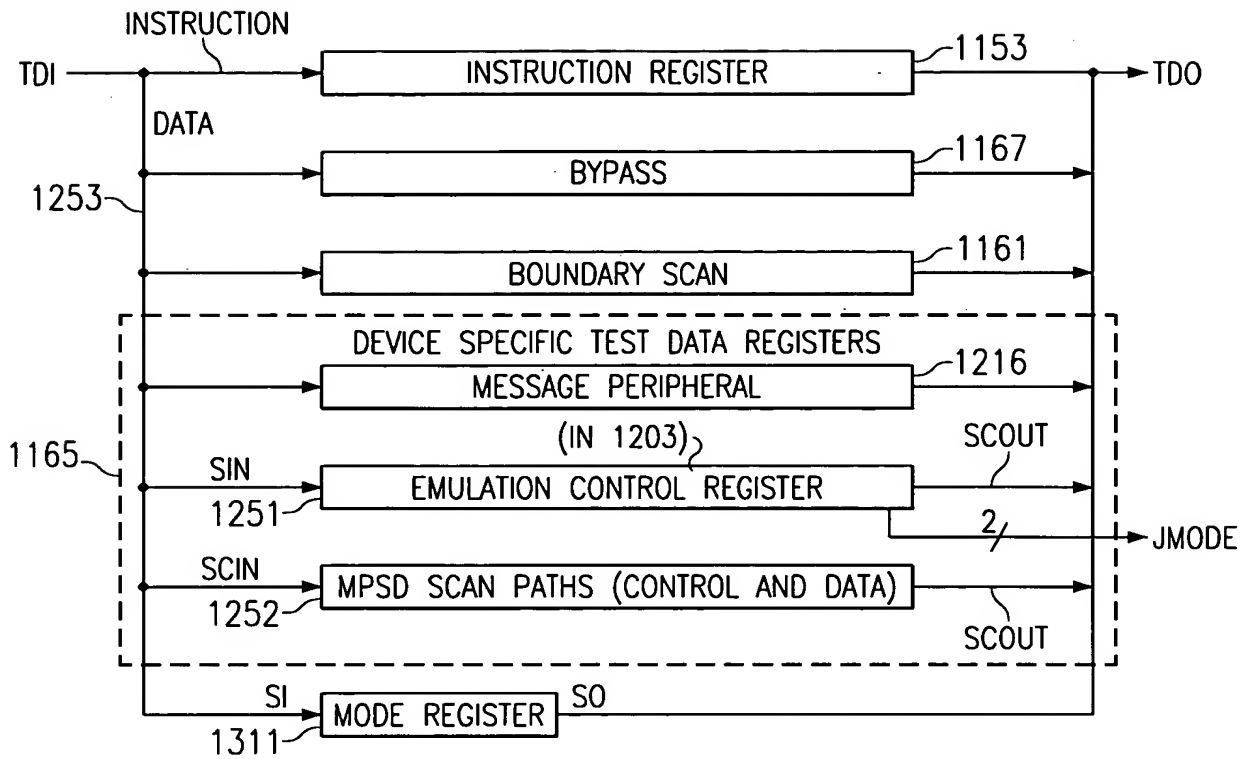 INSTRUCTION
TDI
INSTRUCTION REGISTER
1153
TDO
DATA
BYPASS
1167
1253
BOUNDARY SCAN
1161
DEVICE SPECIFIC TEST DATA REGISTERS
MESSAGE PERIPHERAL
1216
(IN 1203)
SCOUT
1165
SIN
EMULATION CONTROL REGISTER
1251
2
JMODE
SCIN
MPSD SCAN PATHS (CONTROL AND DATA)
1252
SCOUT
SI
MODE REGISTER
SO
1311